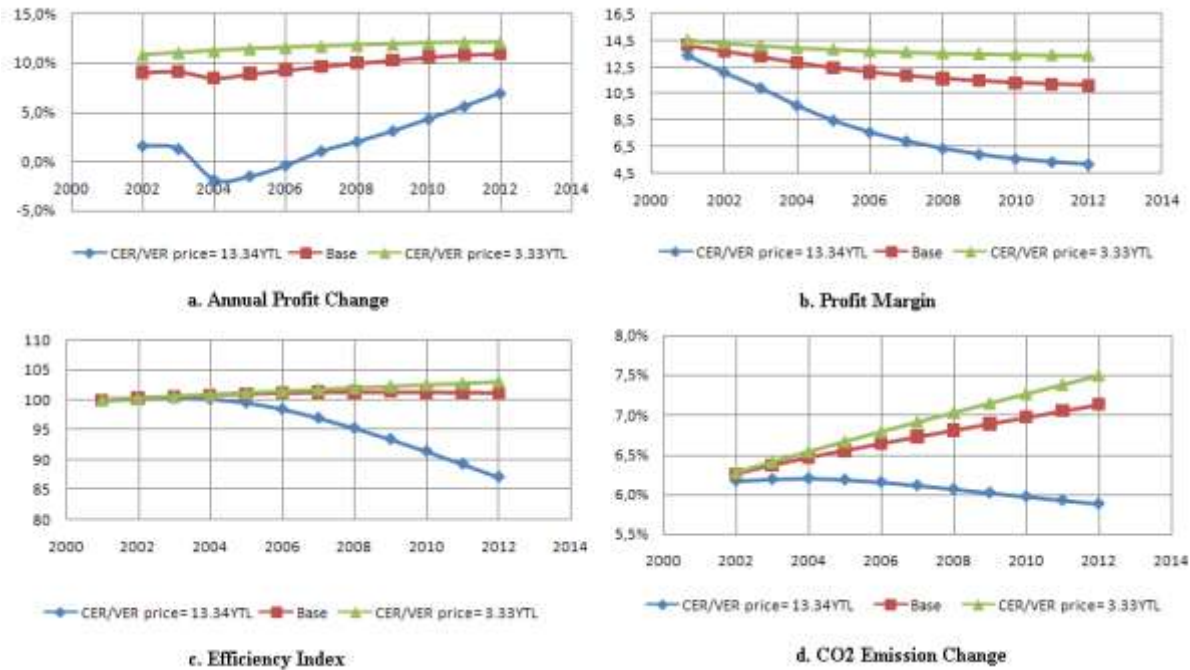 15,0%
10,0%
5,0%
0,0%
-5,0%
2000 2002 2004 2006 2008 2010 2012 2014
CER/VER price= 13.34YTL Base CER/VER price= 3.33YTL
a. Annual Profit Change
16,5
14,5
12,5
10,5
8,5
6,5
4,5
2000 2002 2004 2006 2008 2010 2012 2014
CER/VER price= 13.34YTL Base CER/VER price= 3.33YTL
b. Profit Margin
110
105
100
95
90
85
80
2000 2002 2004 2006 2008 2010 2012 2014
CER/VER price= 13.34YTL Base CER/VER price= 3.33YTL
c. Efficiency Index
8,0%
7,5%
7,0%
6,5%
6,0%
5,5%
2000 2002 2004 2006 2008 2010 2012 2014
CER/VER price= 13.34YTL Base CER/VER price= 3.33YTL
d. CO2 Emission Change